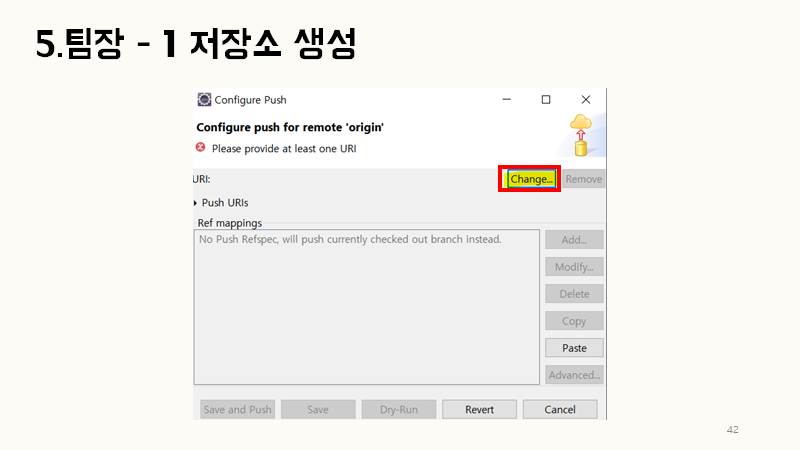 5.팀장 - 1 저장소 생성
Configure Push
Configure push for remote 'origin'
Please provide at least one URI
URI:
Change...
Remove
Push URIs
Ref mappings
No Push Refspec, will push currently checked out branch instead.
Add...
Modify...
Delete
Copy
Paste
Advanced...
Save and Push
Save
Dry-Run
Revert
Cancel
42